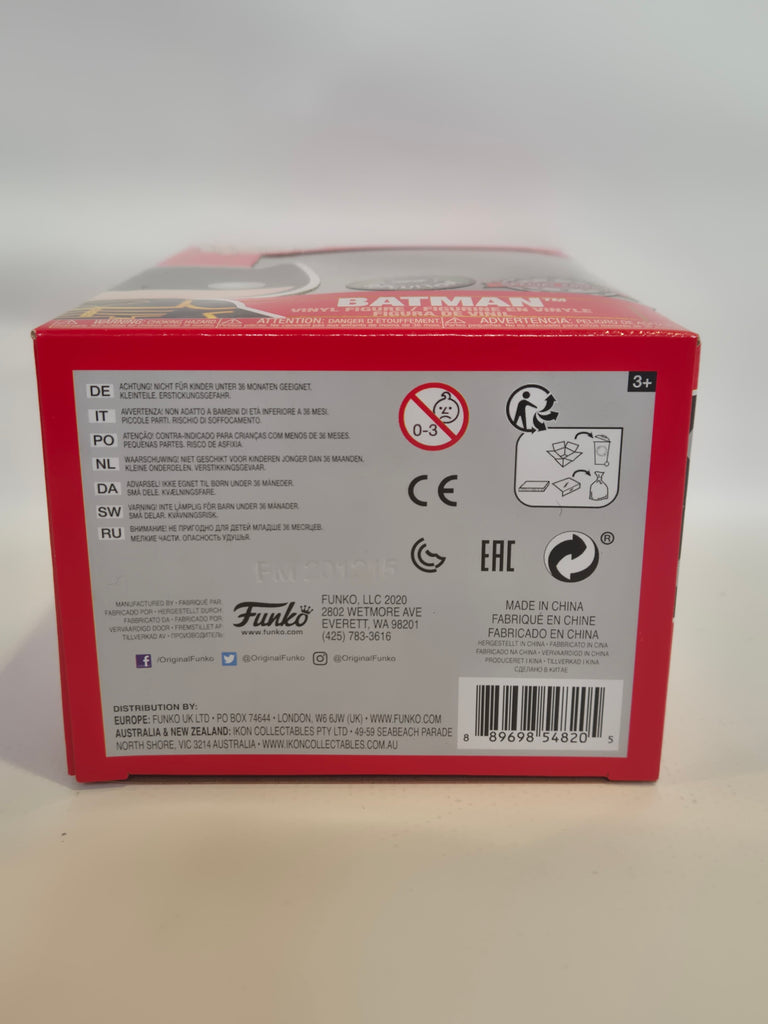 BATMAN™
VINYL FIGURE / FIGURINE EN VINYLE
FIGURA DE VINIL
WARNING: CHOKING HAZARD ATTENTION: DANGER D'ÉTOUFFEMENT ADVERTENCIA: PELIGRO DE
3+
DE ACHTUNG! NICHT FÜR KINDER UNTER 36 MONATEN GEEIGNET.
KLEINTEILE. ERSTICKUNGSGEFAHR.
IT AVVERTENZA: NON ADATTO A BAMBINI DI ETÀ INFERIORE A 36 MESI.
PICCOLE PARTI. RISCHIO DI SOFFOCAMENTO.
PO ATENÇÃO: CONTRA-INDICADO PARA CRIANÇAS COM MENOS DE 36 MESES.
PEQUENAS PARTES. RISCO DE ASFIXIA.
NL WAARSCHUWING! NIET GESCHIKT VOOR KINDEREN JONGER DAN 36 MAANDEN.
KLEINE ONDERDELEN. VERSTIKKINGSGEVAAR.
DA ADVARSEL! IKKE EGNET TIL BØRN UNDER 36 MÅNEDER.
SMÅ DELE. KVÆLNINGSFARE.
SW VARNING! INTE LÄMPLIG FÖR BARN UNDER 36 MÅNADER.
SMÅ DELAR. KVÄVNINGSRISK.
RU ВНИМАНИЕ! НЕ ПРИГОДНО ДЛЯ ДЕТЕЙ МЛАДШЕ 36 МЕСЯЦЕВ.
МЕЛКИЕ ЧАСТИ. ОПАСНОСТЬ УДУШЬЯ.
0-3
CE
EAC
®
FM
MANUFACTURED BY • FABRIQUÉ PAR
FABRICADO POR • HERGESTELLT DURCH
FABBRICATO DA • FABRICADO POR
VERVAARDIGD DOOR • FREMSTILLET AF
TILLVERKAD AV • ПРОИЗВОДИТЕЛЬ:
Funko
www.funko.com
FUNKO, LLC 2020
2802 WETMORE AVE
EVERETT, WA 98201
(425) 783-3616
/OriginalFunko @OriginalFunko @OriginalFunko
MADE IN CHINA
FABRIQUÉ EN CHINE
FABRICADO EN CHINA
HERGESTELLT IN CHINA • FABBRICATO IN CINA
FABRICADO NA CHINA • VERVAARDIGD IN CHINA
PRODUCERET I KINA • TILLVERKAD I KINA
СДЕЛАНО В КИТАЕ
DISTRIBUTION BY:
EUROPE: FUNKO UK LTD • PO BOX 74644 • LONDON, W6 6JW (UK) • WWW.FUNKO.COM
AUSTRALIA & NEW ZEALAND: IKON COLLECTABLES PTY LTD • 49-59 SEABEACH PARADE
NORTH SHORE, VIC 3214 AUSTRALIA • WWW.IKONCOLLECTABLES.COM.AU
8 89698 54820 5